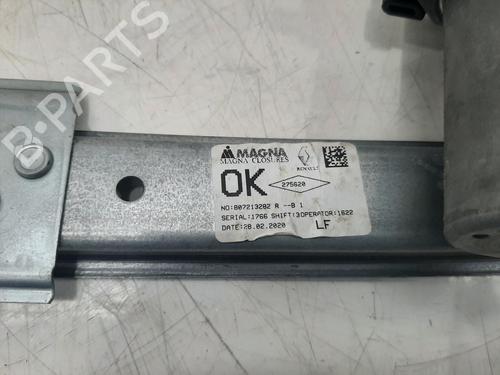 B-PARTS
MAGNA
MAGNA CLOSURES
RENAULT
OK
275620
NO:807213282 R --B 1
SERIAL:1766 SHIFT:3OPERATOR:1622
DATE:28.02.2020
LF